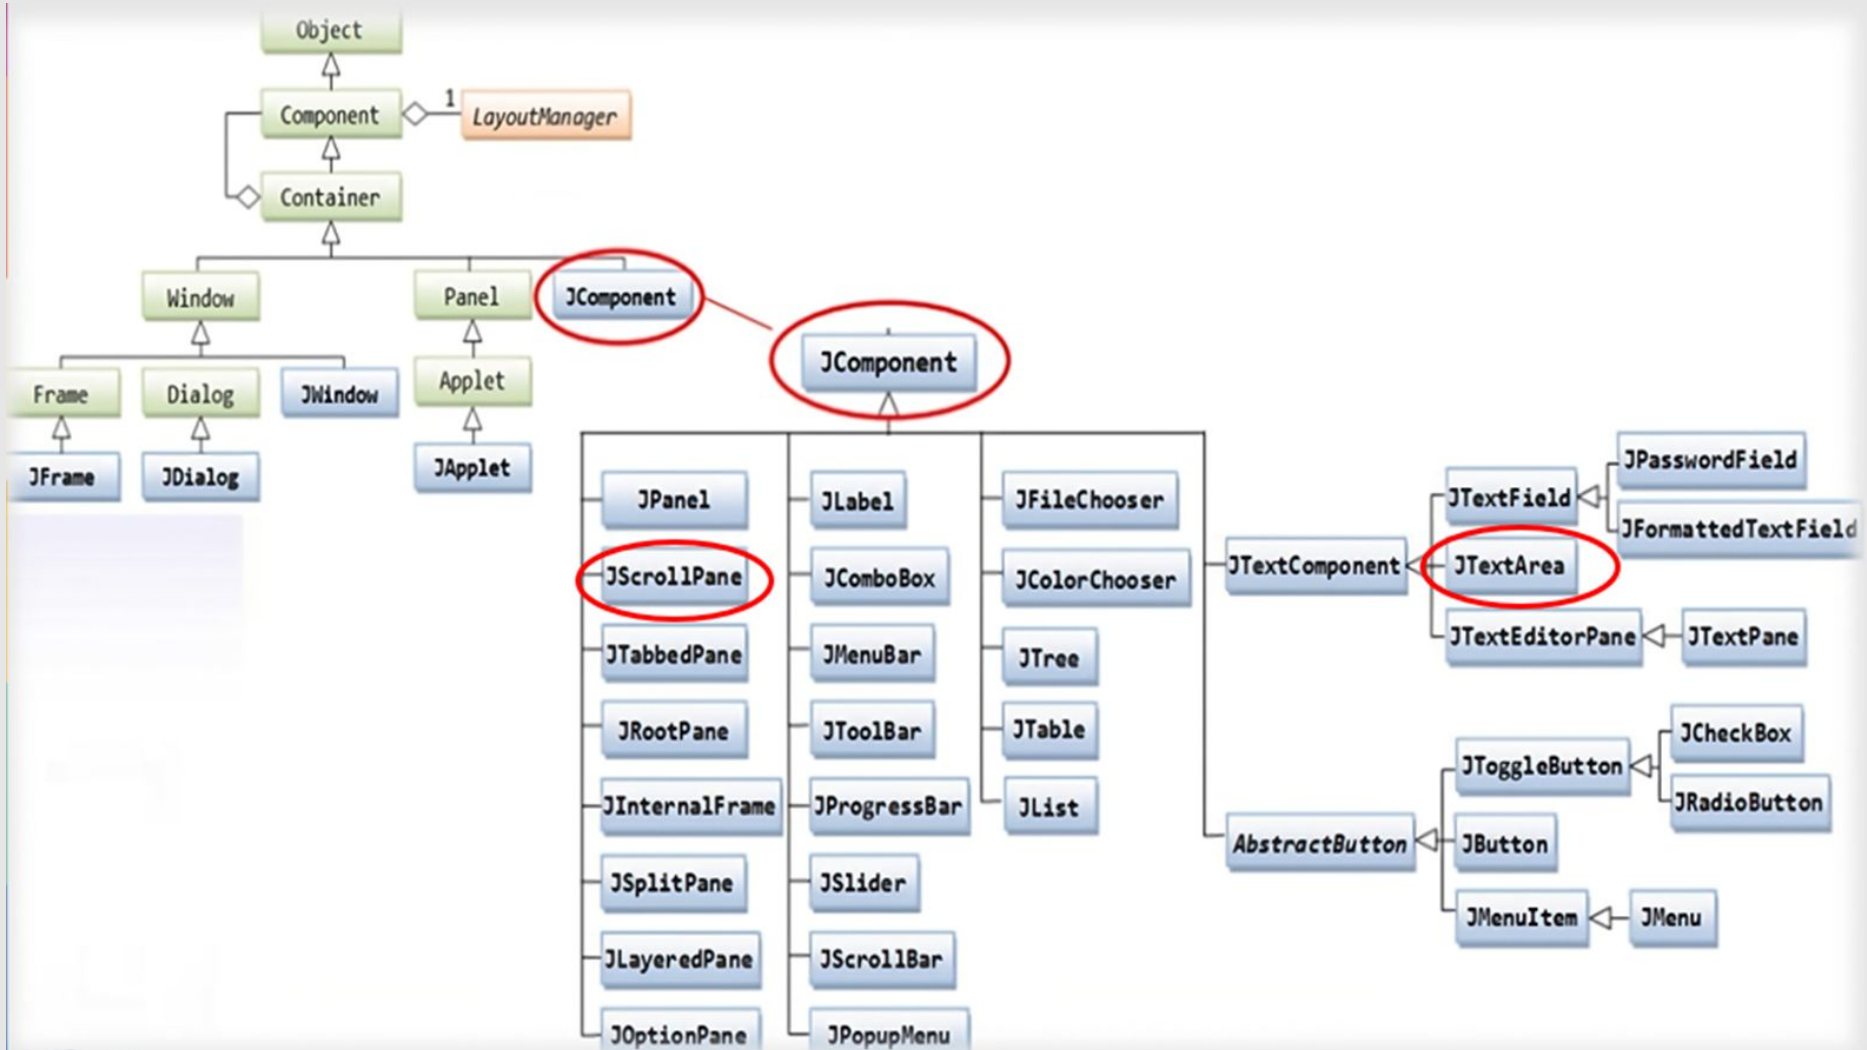 Object
Component
1
LayoutManager
Container
Window
Panel
JComponent
Frame
Dialog
JWindow
Applet
JFrame
JDialog
JApplet
JComponent
JPanel
JScrollPane
JTabbedPane
JRootPane
JInternalFrame
JSplitPane
JLayeredPane
JOptionPane
JLabel
JComboBox
JMenuBar
JToolBar
JProgressBar
JSlider
JScrollBar
JPopupMenu
JFileChooser
JColorChooser
JTree
JTable
JList
JTextComponent
JTextField
JPasswordField
JFormattedTextField
JTextArea
JTextEditorPane
JTextPane
AbstractButton
JToggleButton
JCheckBox
JRadioButton
JButton
JMenuItem
JMenu